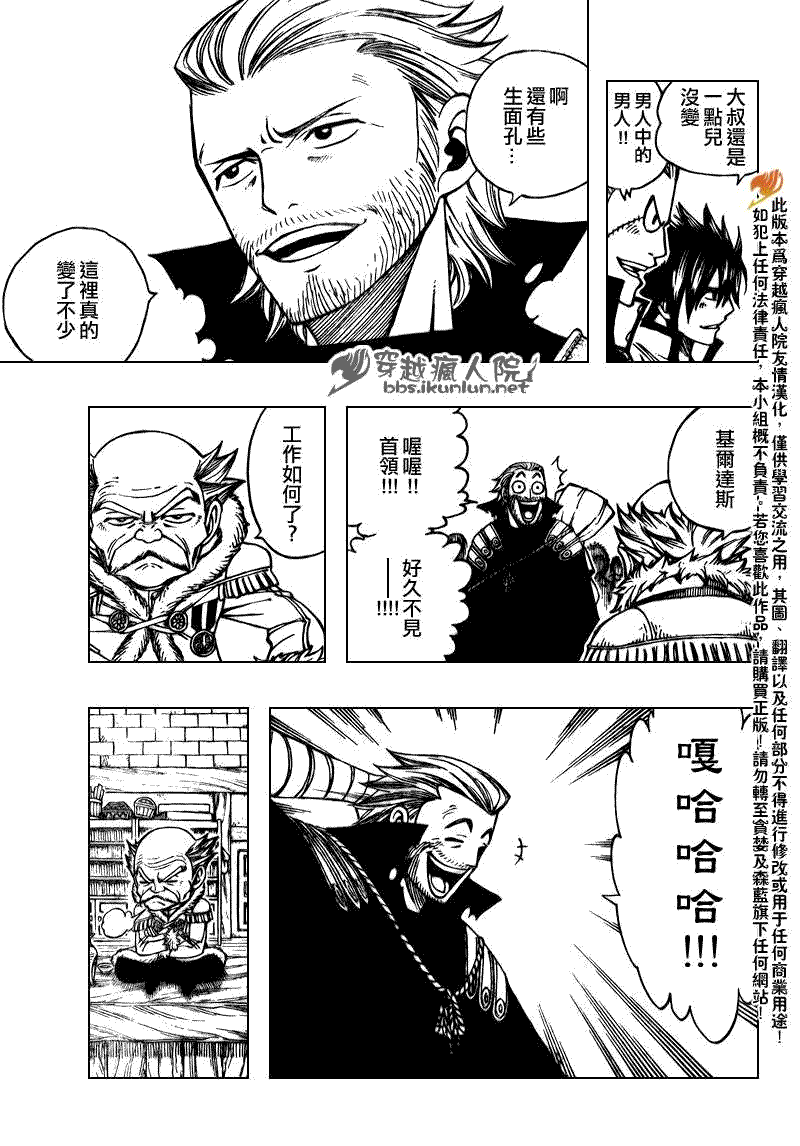 大叔還是
一點兒
沒變
男人中的
男人!!
啊
還有些
生面孔…
這裡真的
變了不少
穿越瘋人院
bbs.ikunlun.net
基爾達斯
喔喔!!
首領!!!
好久不見
——!!!!
工作如何了?
嘎哈哈哈!!!
此版本爲穿越瘋人院友情漢化，僅供學習交流之用，其圖、翻譯以及任何部分不得進行修改或用于任何商業用途！
如犯上任何法律責任，本小組概不負責。若您喜歡此作品，請購買正版！請勿轉至貪婪及森藍旗下任何網站！